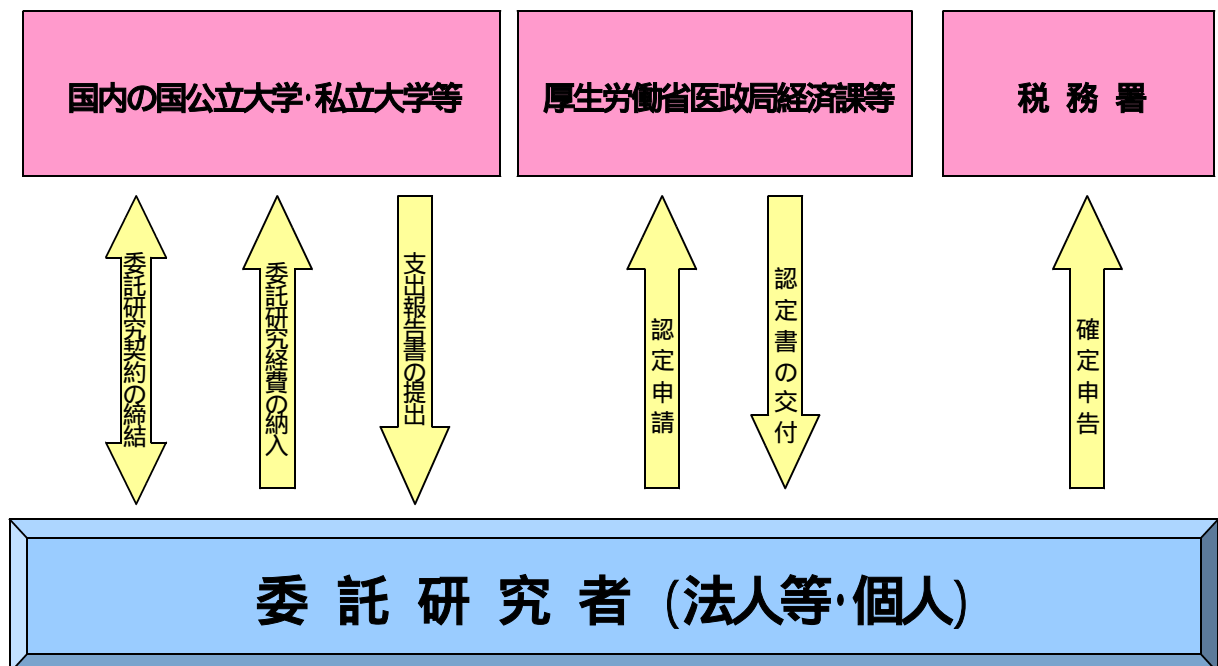 国内の国公立大学・私立大学等
厚生労働省医政局経済課等
税務署
委託研究契約の締結
委託研究経費の納入
支出報告書の提出
認定申請
認定書の交付
確定申告
委託研究者(法人等・個人)